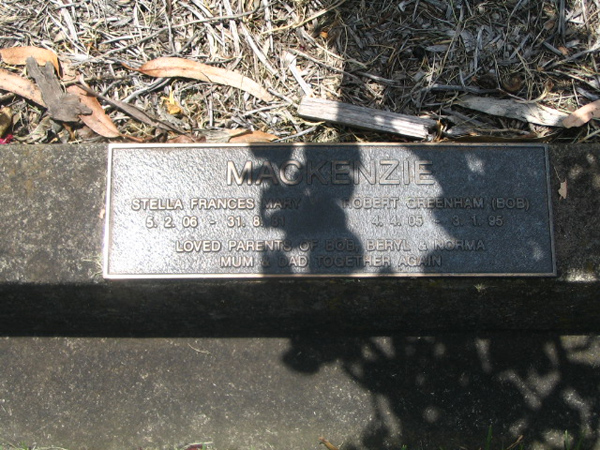 MACKENZIE
STELLA FRANCES MARY ROBERT GREENHAM (BOB)
5.2.06 - 31.8. 4.4.05 - 3.1.95
LOVED PARENTS OF BOB, BERYL & NORMA
MUM & DAD TOGETHER AGAIN